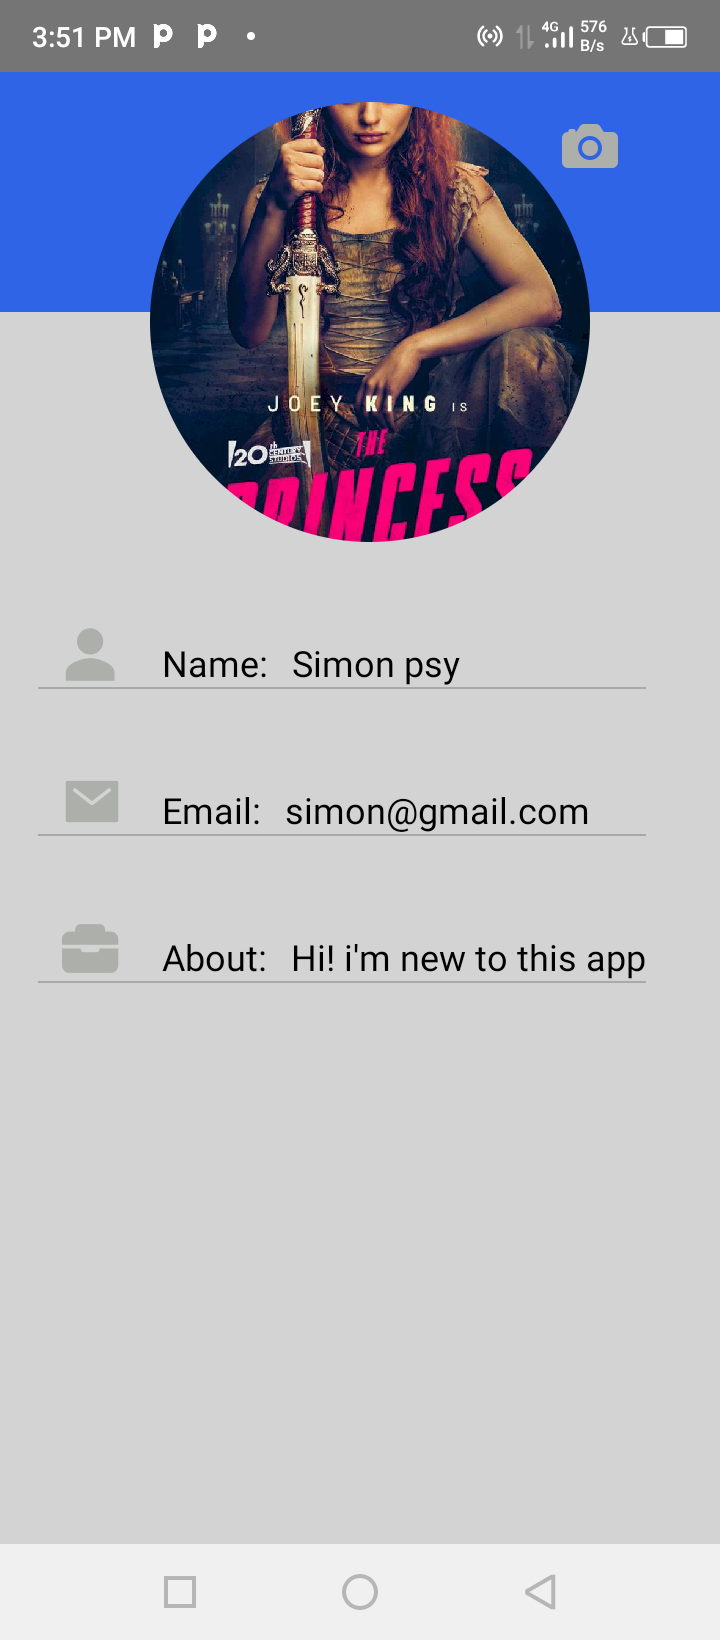 3:51 PM
4G
576
B/s
JOEY KING IS
20th CENTURY STUDIOS
THE
PRINCESS
Name: Simon psy
Email: simon@gmail.com
About: Hi! i'm new to this app